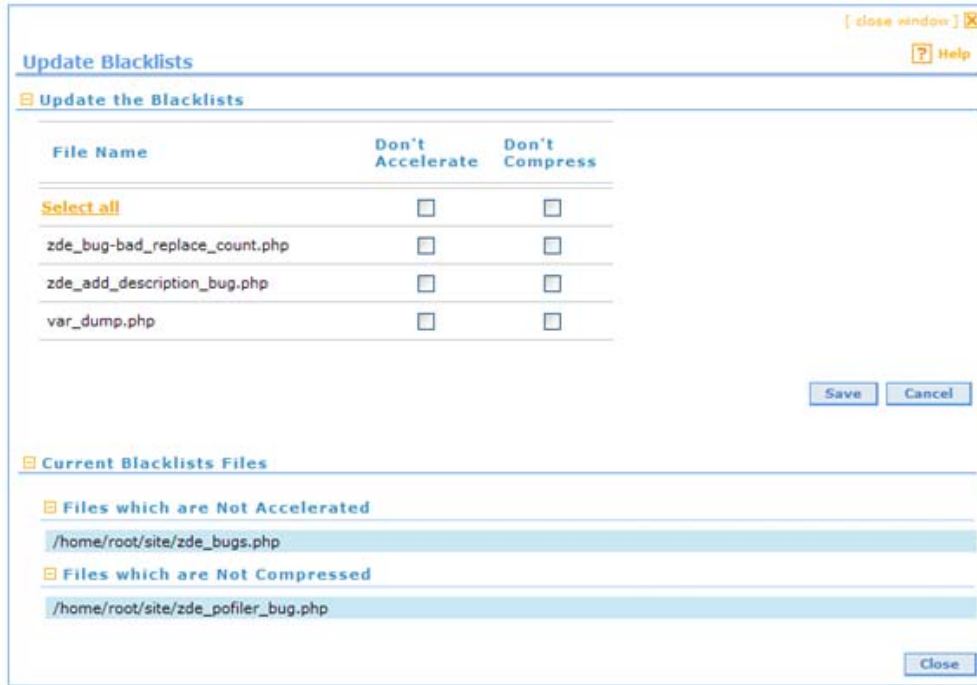 [ close window ]
? Help
Update Blacklists
Update the Blacklists
File Name Don't Accelerate Don't Compress
Select all
zde_bug-bad_replace_count.php
zde_add_description_bug.php
var_dump.php
Save Cancel
Current Blacklists Files
Files which are Not Accelerated
/home/root/site/zde_bugs.php
Files which are Not Compressed
/home/root/site/zde_pofiler_bug.php
Close